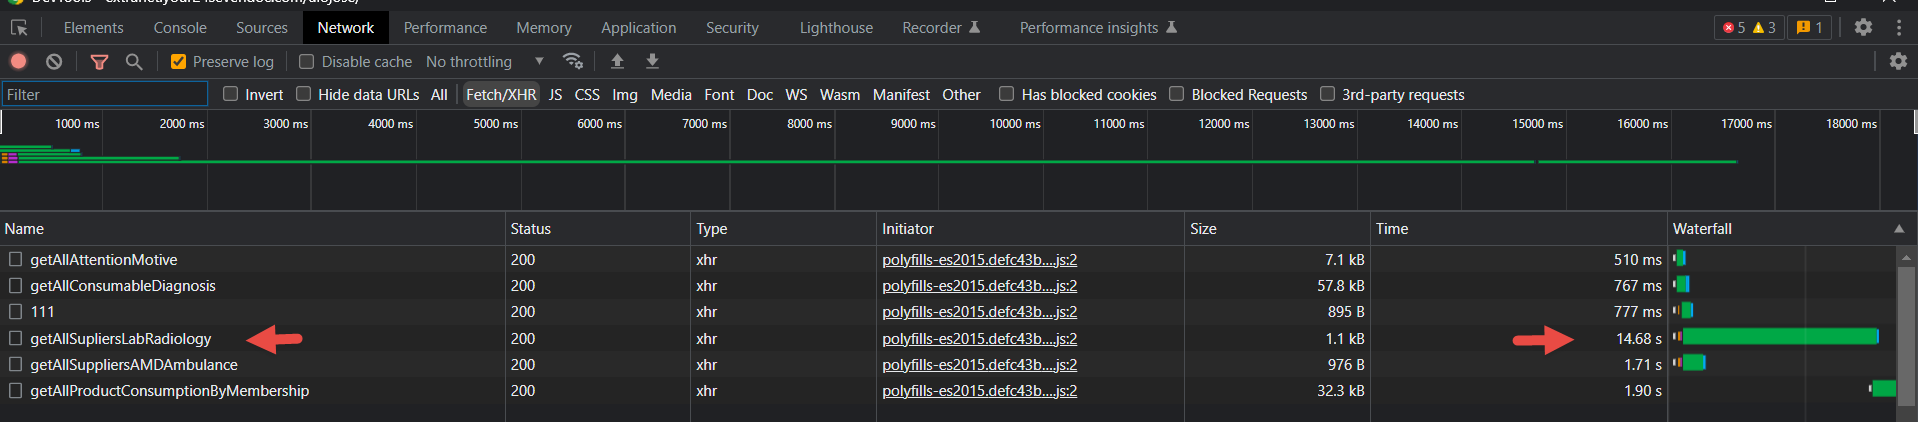 Elements Console Sources Network Performance Memory Application Security Lighthouse Recorder Performance insights 5 3 1
Preserve log Disable cache No throttling
Filter Invert Hide data URLs All Fetch/XHR JS CSS Img Media Font Doc WS Wasm Manifest Other Has blocked cookies Blocked Requests 3rd-party requests
1000 ms 2000 ms 3000 ms 4000 ms 5000 ms 6000 ms 7000 ms 8000 ms 9000 ms 10000 ms 11000 ms 12000 ms 13000 ms 14000 ms 15000 ms 16000 ms 17000 ms 18000 ms
Name Status Type Initiator Size Time Waterfall
getAllAttentionMotive 200 xhr polyfills-es2015.defc43b....js:2 7.1 kB 510 ms
getAllConsumableDiagnosis 200 xhr polyfills-es2015.defc43b....js:2 57.8 kB 767 ms
111 200 xhr polyfills-es2015.defc43b....js:2 895 B 777 ms
getAllSupliersLabRadiology 200 xhr polyfills-es2015.defc43b....js:2 1.1 kB 14.68 s
getAllSuppliersAMDAmbulance 200 xhr polyfills-es2015.defc43b....js:2 976 B 1.71 s
getAllProductConsumptionByMembership 200 xhr polyfills-es2015.defc43b....js:2 32.3 kB 1.90 s